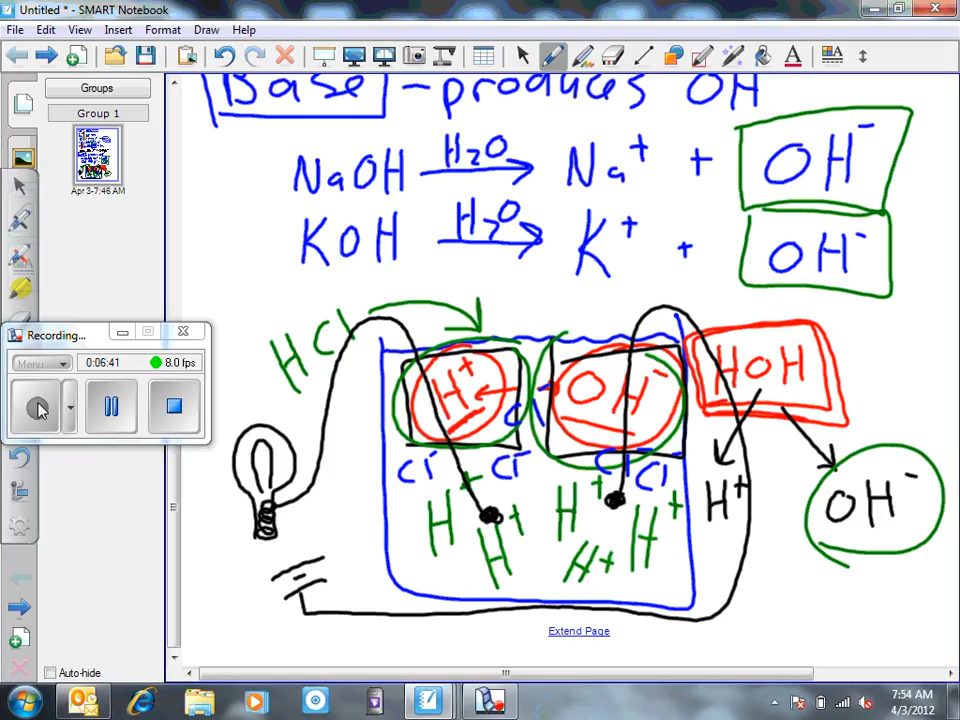 Untitled * - SMART Notebook
File Edit View Insert Format Draw Help
Groups
Group 1
Apr 3-7:46 AM
Base - produces OH
NaOH H₂O → Na⁺ + OH⁻
KOH H₂O → K⁺ + OH⁻
Recording...
Menu 0:06:41 8.0 fps
HCl
H⁺ OH⁻ HOH
Cl⁻ Cl⁻ Cl⁻ Cl⁻
H⁺ H⁺ H⁺ OH⁻
H⁺ H⁺ H⁺
Extend Page
Auto-hide
7:54 AM
4/3/2012